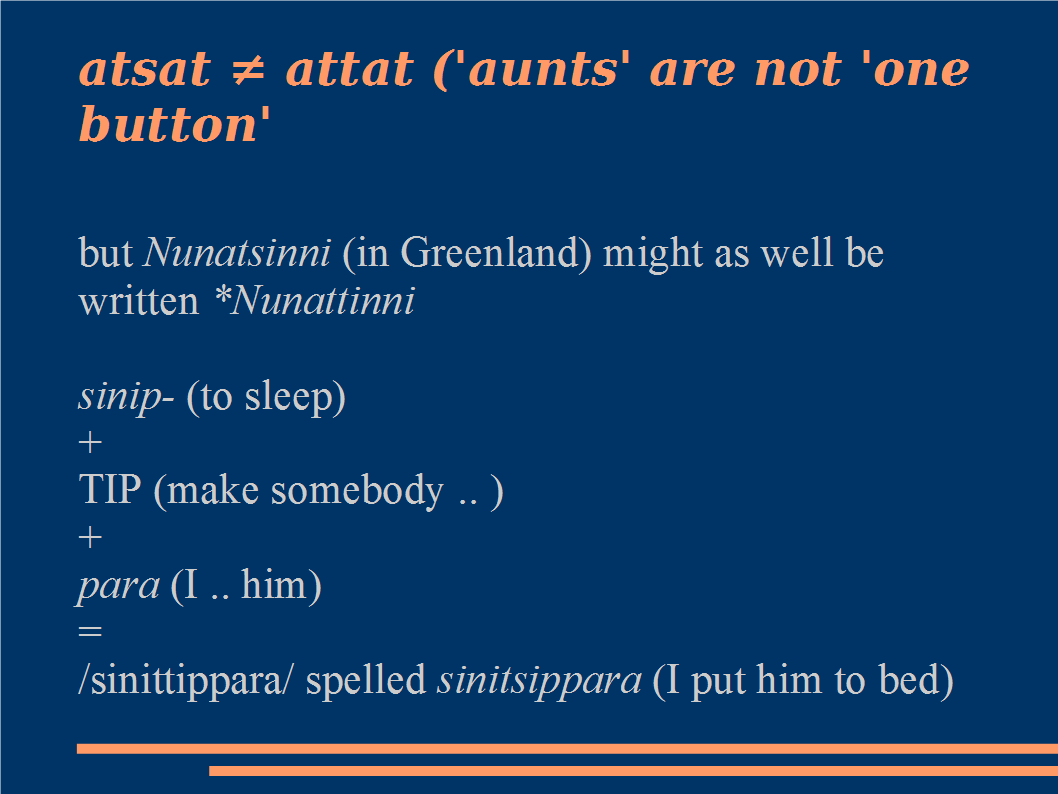 atsat ≠ attat ('aunts' are not 'one
button'
but Nunatsinni (in Greenland) might as well be
written *Nunattinni
sinip- (to sleep)
+
TIP (make somebody .. )
+
para (I .. him)
=
/sinittippara/ spelled sinitsippara (I put him to bed)